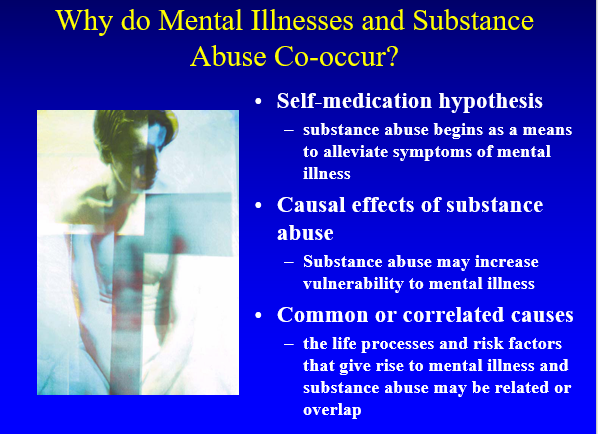 Why do Mental Illnesses and Substance
Abuse Co-occur?
• Self-medication hypothesis
– substance abuse begins as a means
to alleviate symptoms of mental
illness
• Causal effects of substance
abuse
– Substance abuse may increase
vulnerability to mental illness
• Common or correlated causes
– the life processes and risk factors
that give rise to mental illness and
substance abuse may be related or
overlap